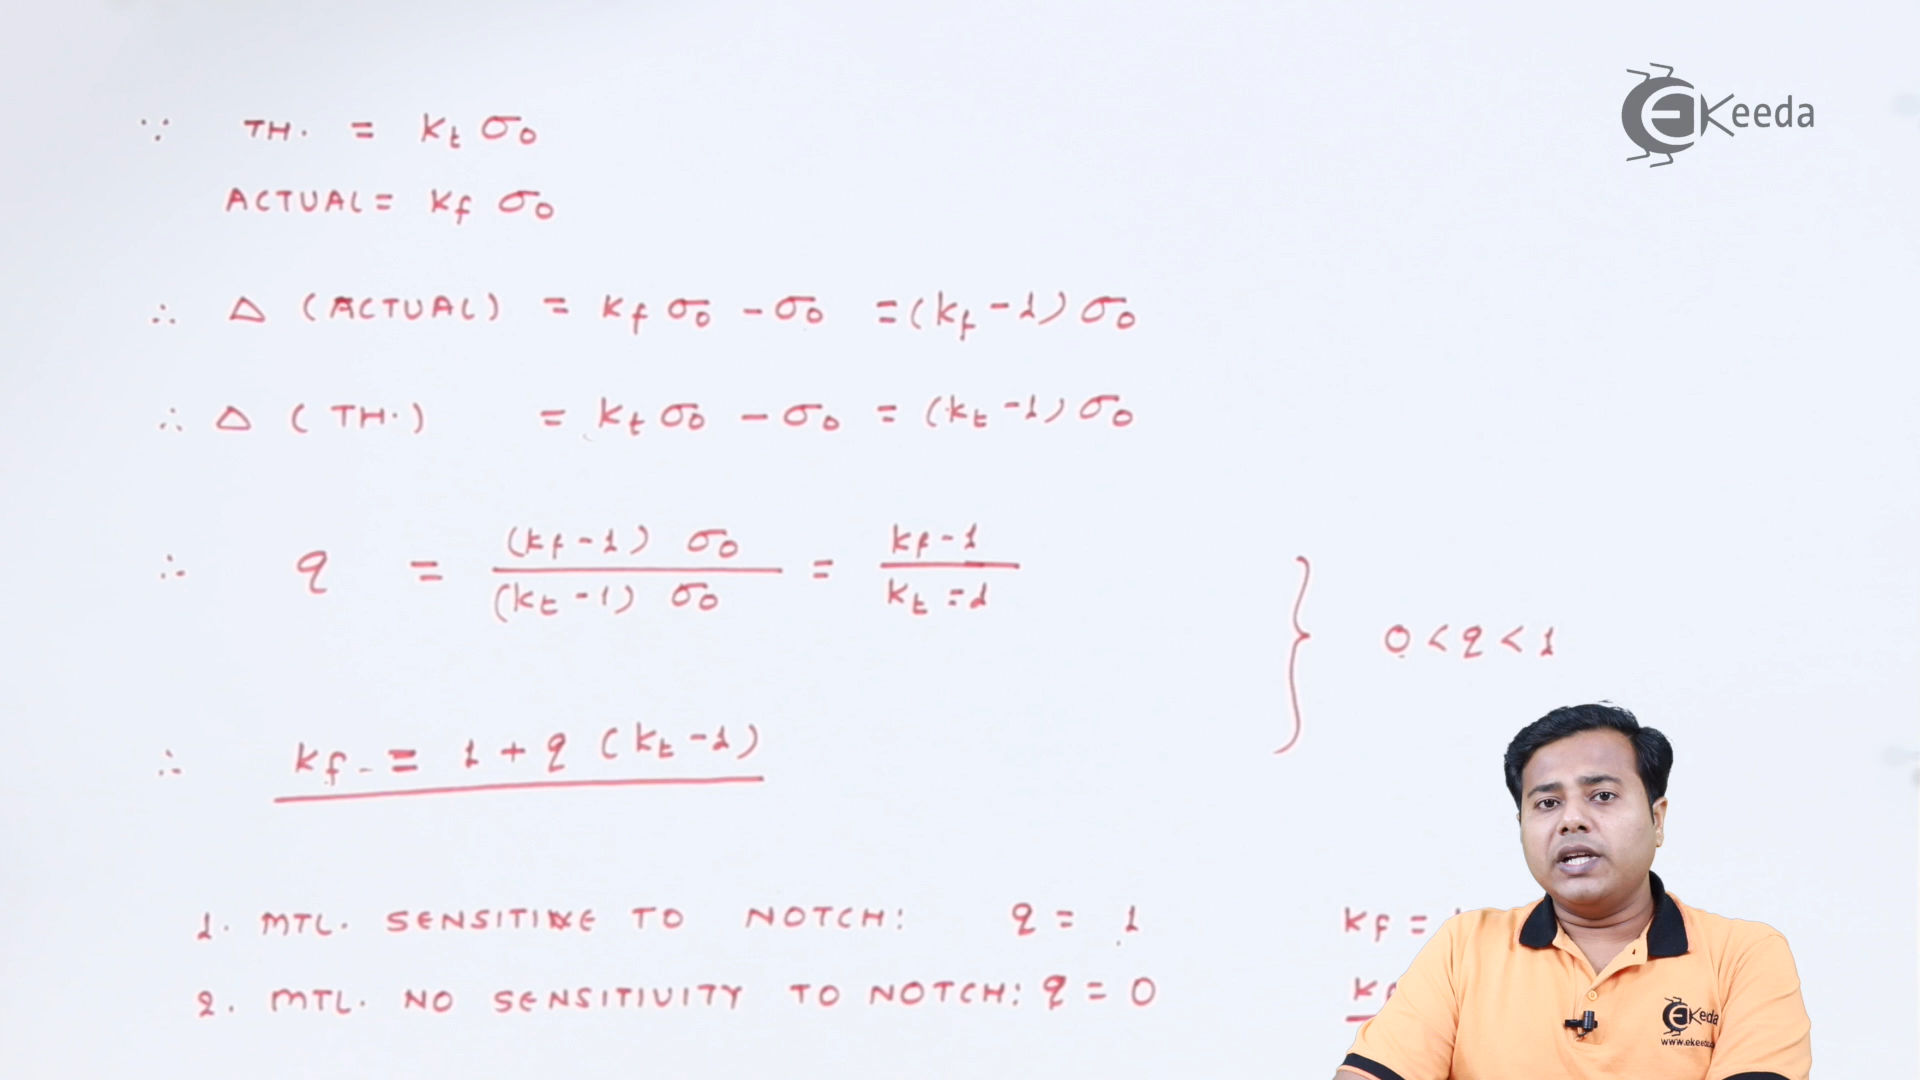 EKeeda
∵ TH. = Kt σ0
ACTUAL = Kf σ0
∴ Δ (ACTUAL) = Kf σ0 - σ0 = (Kf - 1) σ0
∴ Δ (TH.) = Kt σ0 - σ0 = (Kt - 1) σ0
∴ q = (Kf - 1) σ0 / (Kt - 1) σ0 = Kf - 1 / Kt = 1
} 0 < q < 1
∴ Kf = 1 + q (Kt - 1)
1. MTL. SENSITIVE TO NOTCH: q = 1 Kf =
2. MTL. NO SENSITIVITY TO NOTCH: q = 0
EKeda